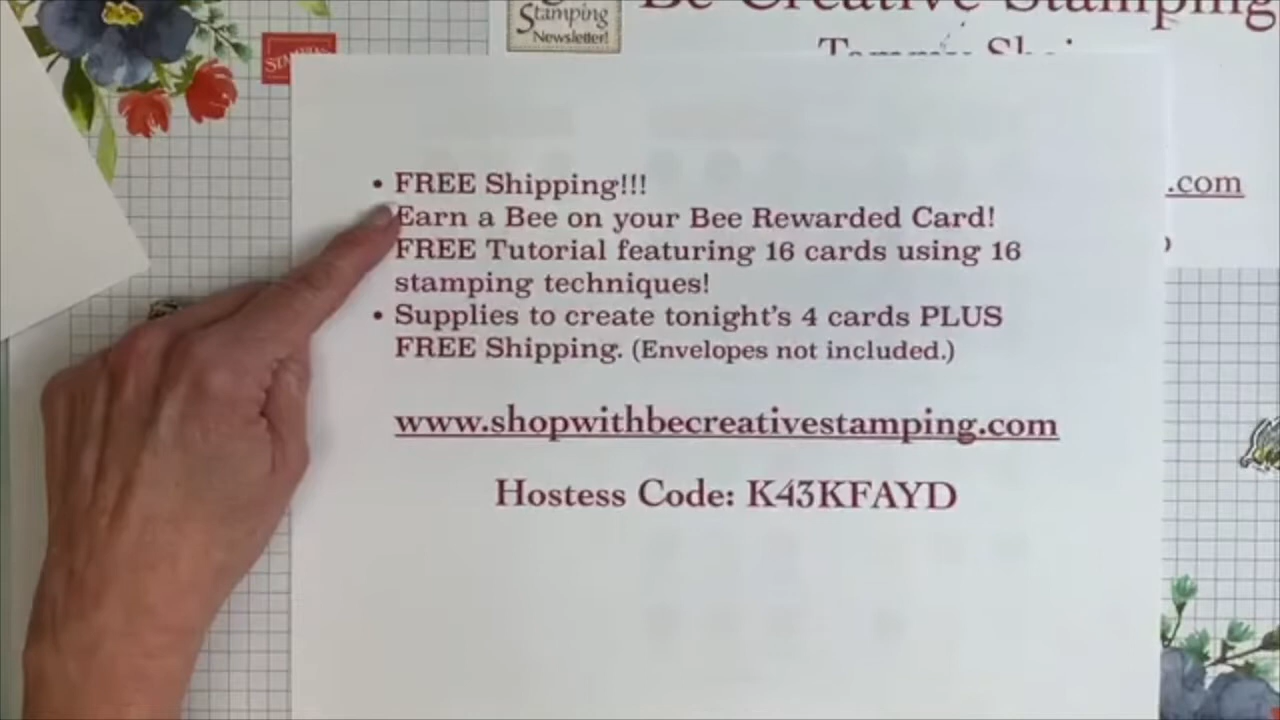 Stamping
Newsletter!
Be Creative Stamping
Tammy
.com
• FREE Shipping!!!
Earn a Bee on your Bee Rewarded Card!
FREE Tutorial featuring 16 cards using 16
stamping techniques!
• Supplies to create tonight's 4 cards PLUS
FREE Shipping. (Envelopes not included.)
www.shopwithbecreativestamping.com
Hostess Code: K43KFAYD